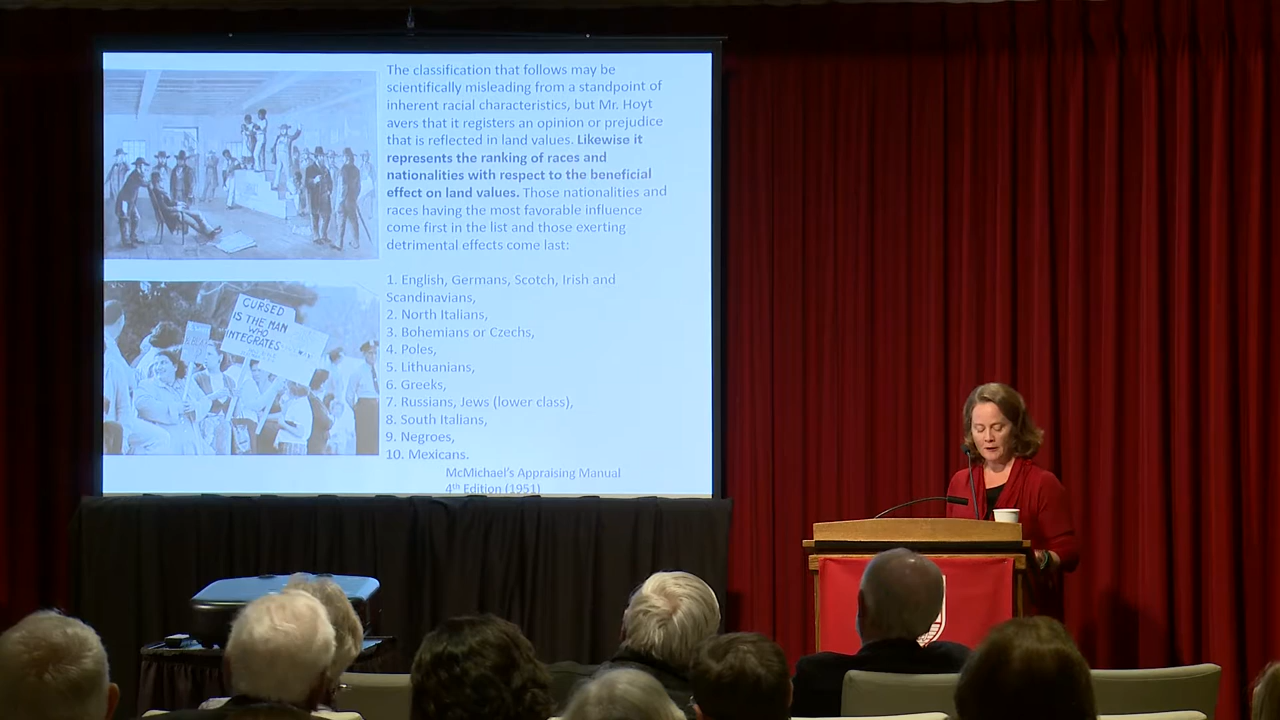 The classification that follows may be
scientifically misleading from a standpoint of
inherent racial characteristics, but Mr. Hoyt
avers that it registers an opinion or prejudice
that is reflected in land values. Likewise it
represents the ranking of races and
nationalities with respect to the beneficial
effect on land values. Those nationalities and
races having the most favorable influence
come first in the list and those exerting
detrimental effects come last:
1. English, Germans, Scotch, Irish and
Scandinavians,
2. North Italians,
3. Bohemians or Czechs,
4. Poles,
5. Lithuanians,
6. Greeks,
7. Russians, Jews (lower class),
8. South Italians,
9. Negroes,
10. Mexicans.
McMichael's Appraising Manual
4th Edition (1951)
CURSED
IS THE MAN
WHO
INTEGRATES